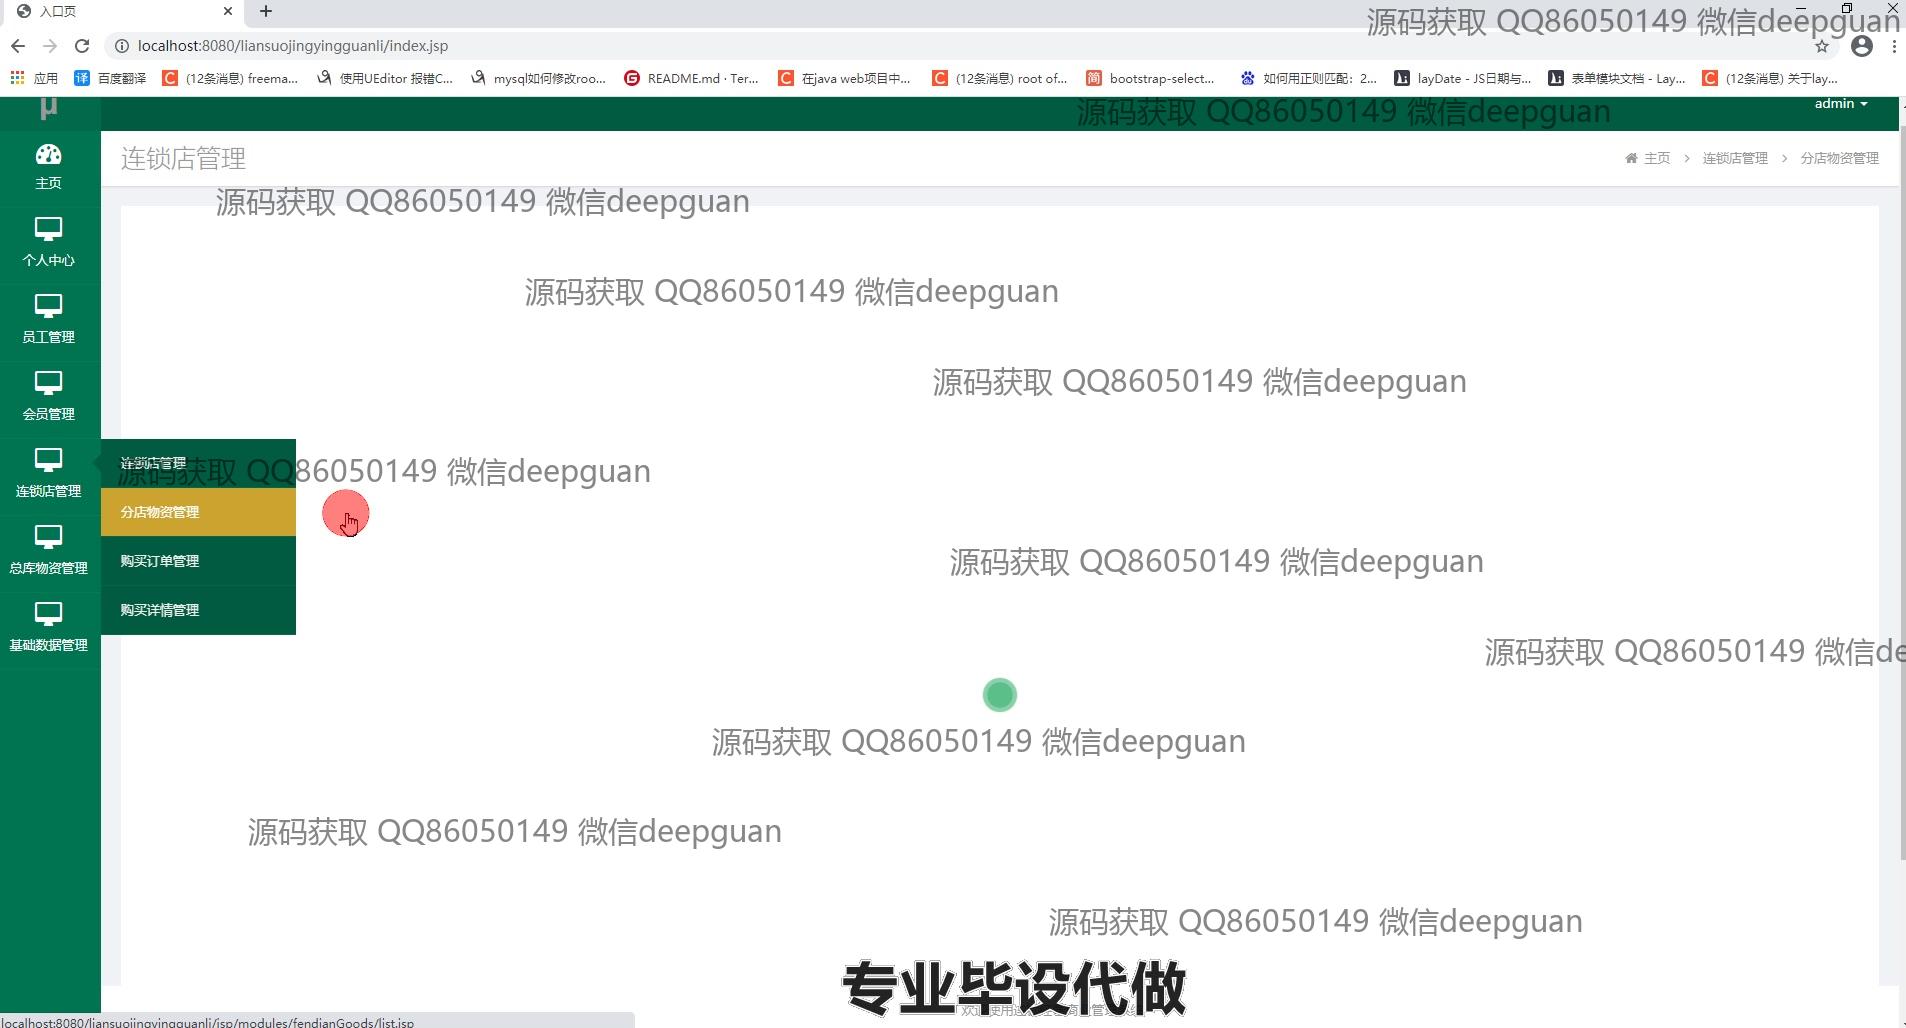 入口页
源码获取 QQ86050149 微信deepguan
localhost:8080/liansuojingyingguanli/index.jsp
应用
百度翻译
(12条消息) freema...
使用UEditor 报错C...
mysql如何修改roo...
README.md · Ter...
在java web项目中...
(12条消息) root of...
bootstrap-select...
如何用正则匹配：2...
layDate - JS日期与...
表单模块文档 - Lay...
(12条消息) 关于lay...
μ
源码获取 QQ86050149 微信deepguan
admin
连锁店管理
主页 > 连锁店管理 > 分店物资管理
主页
源码获取 QQ86050149 微信deepguan
个人中心
源码获取 QQ86050149 微信deepguan
员工管理
源码获取 QQ86050149 微信deepguan
会员管理
连锁店管理
源码获取 QQ86050149 微信deepguan
连锁店管理
分店物资管理
购买订单管理
源码获取 QQ86050149 微信deepguan
总库物资管理
购买详情管理
基础数据管理
源码获取 QQ86050149 微信de
源码获取 QQ86050149 微信deepguan
源码获取 QQ86050149 微信deepguan
源码获取 QQ86050149 微信deepguan
专业毕设代做
localhost:8080/liansuojingyingguanli/jsp/modules/fendianGoods/list.jsp